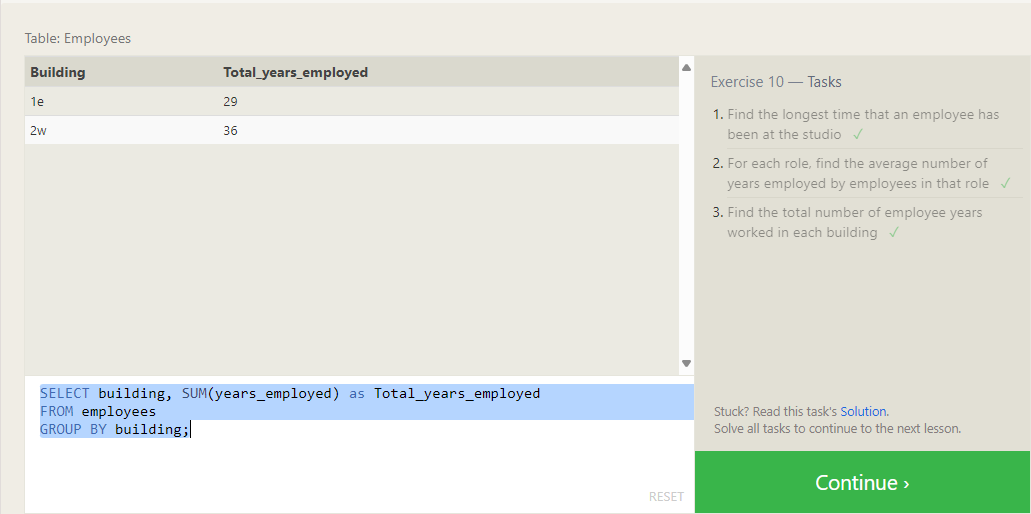 Table: Employees
Building Total_years_employed
1e 29
2w 36
SELECT building, SUM(years_employed) as Total_years_employed
FROM employees
GROUP BY building;
RESET
Exercise 10 — Tasks
1. Find the longest time that an employee has
been at the studio ✓
2. For each role, find the average number of
years employed by employees in that role ✓
3. Find the total number of employee years
worked in each building ✓
Stuck? Read this task's Solution.
Solve all tasks to continue to the next lesson.
Continue ›